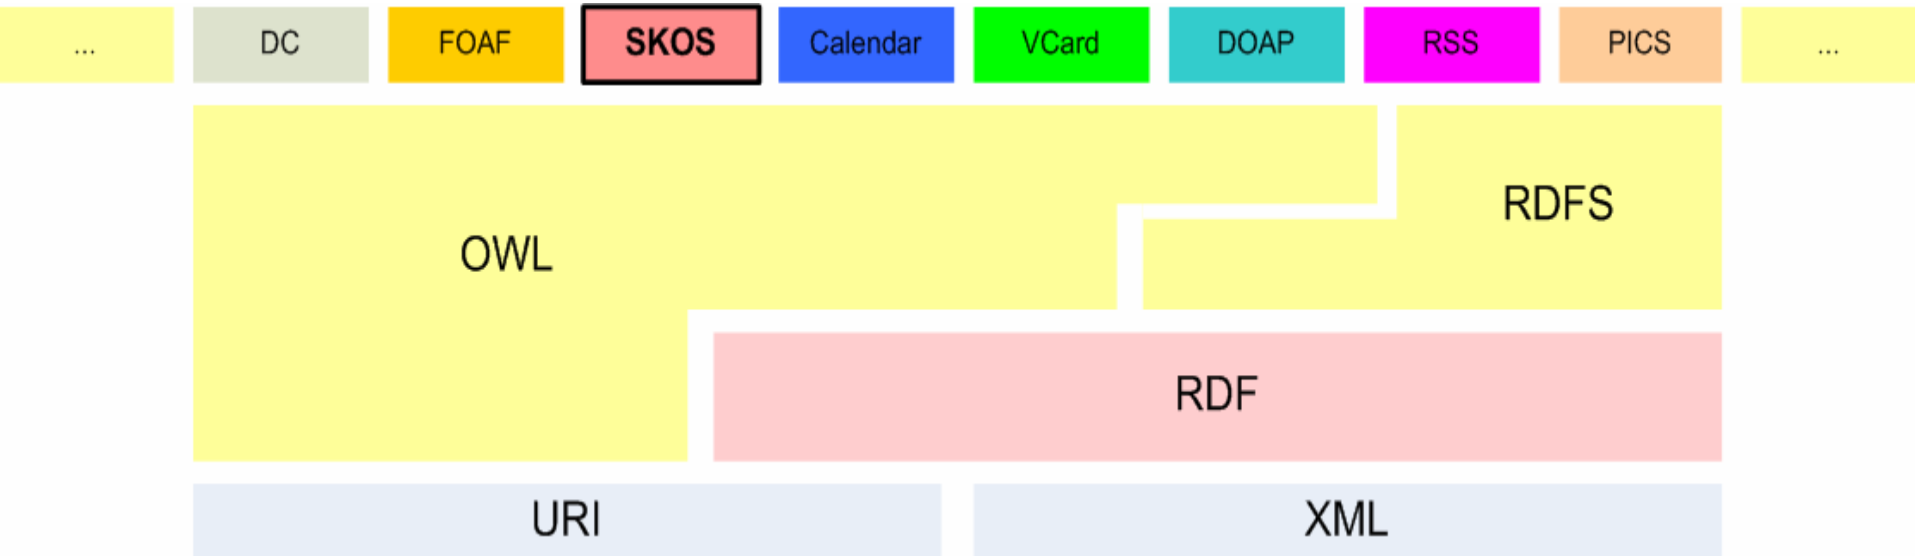 ...
DC
FOAF
SKOS
Calendar
VCard
DOAP
RSS
PICS
...
OWL
RDFS
RDF
URI
XML